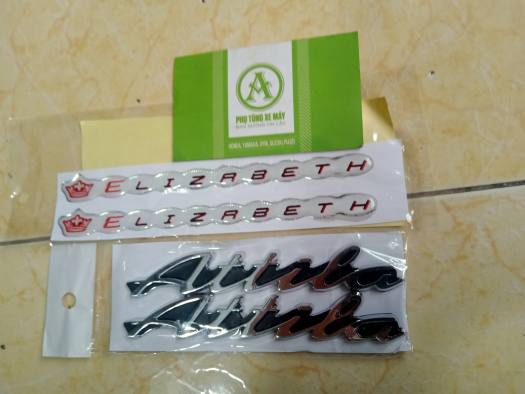 A
PHỤ TÙNG XE MÁY
ELIZABETH
ELIZABETH
Attila
Attila